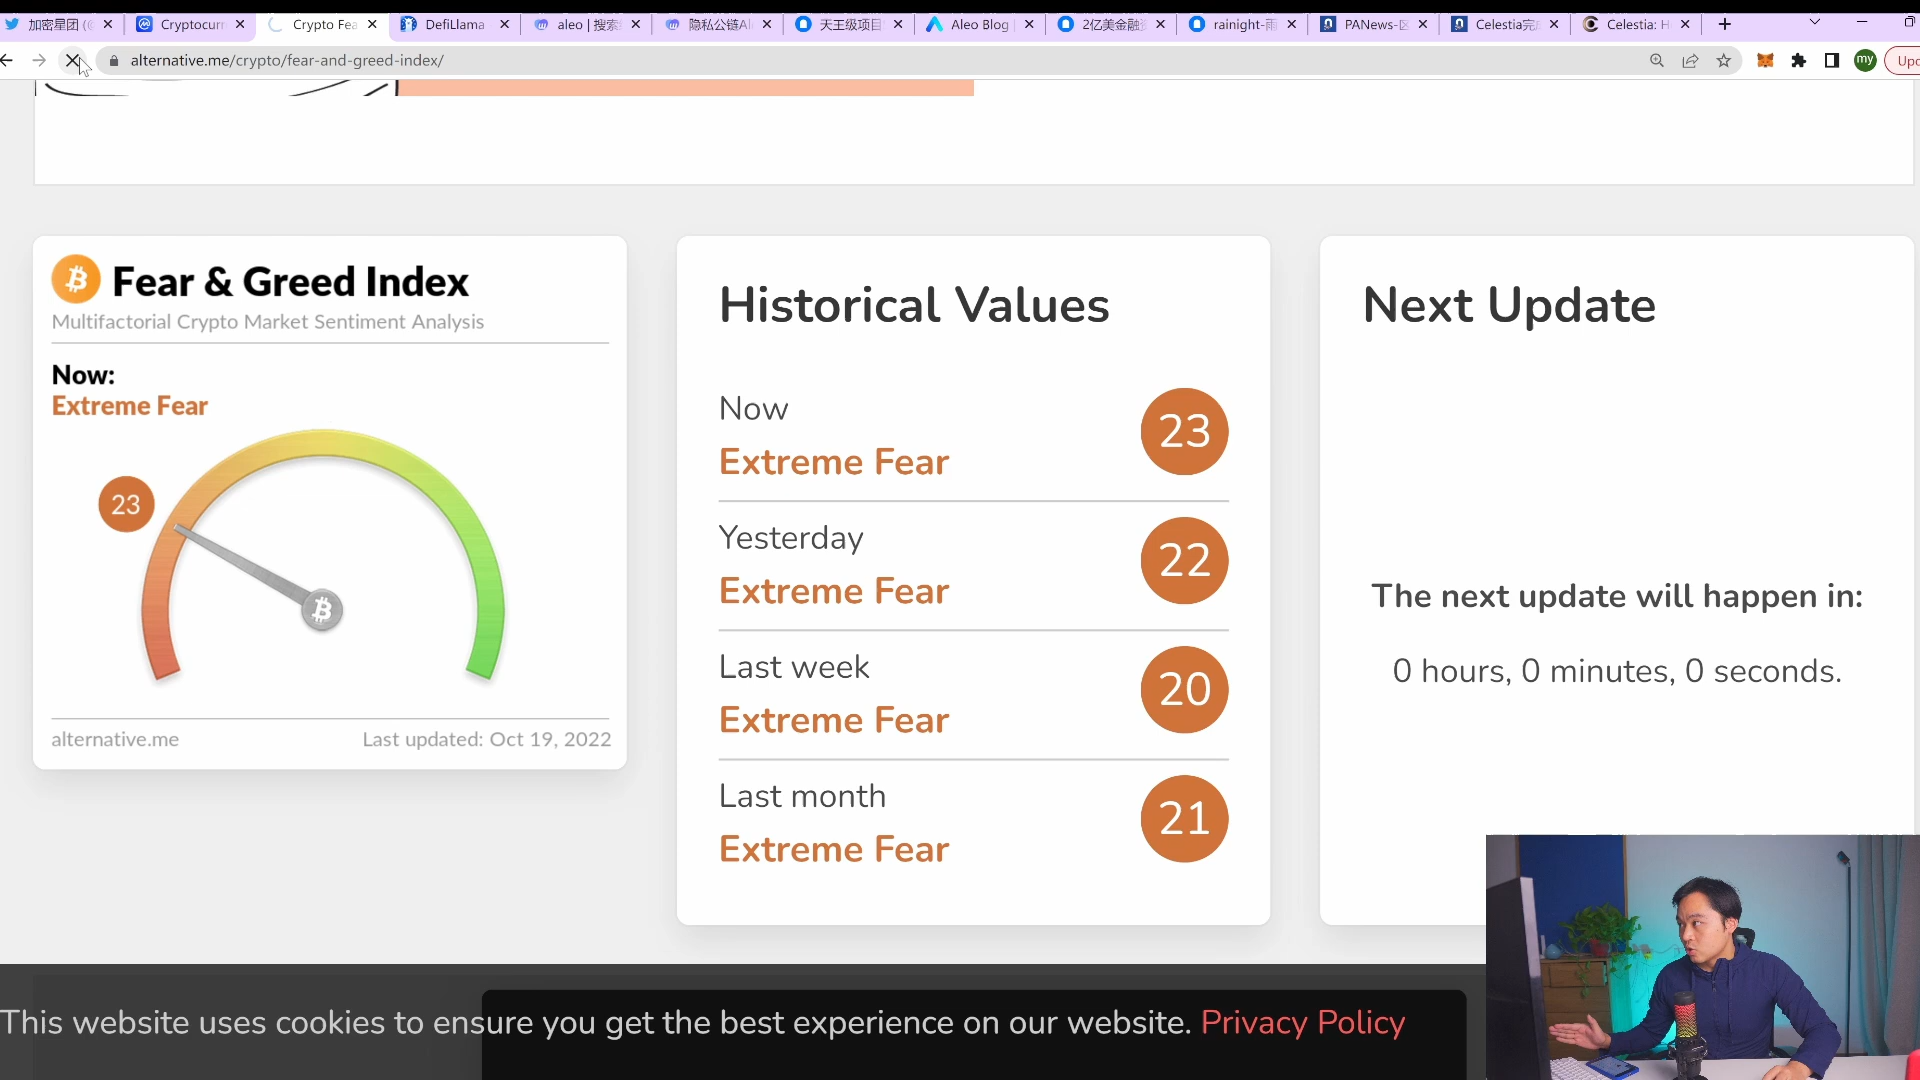 加密星团 (
Cryptocurr
Crypto Fea
DefiLlama
aleo | 搜索
隐私公链Al
天王级项目
Aleo Blog
2亿美金融
rainight-雨
PANews-区
Celestia完
Celestia: H
alternative.me/crypto/fear-and-greed-index/
my
Upd
Fear & Greed Index
Multifactorial Crypto Market Sentiment Analysis
Now:
Extreme Fear
23
alternative.me
Last updated: Oct 19, 2022
Historical Values
Now
Extreme Fear
23
Yesterday
Extreme Fear
22
Last week
Extreme Fear
20
Last month
Extreme Fear
21
Next Update
The next update will happen in:
0 hours, 0 minutes, 0 seconds.
This website uses cookies to ensure you get the best experience on our website. Privacy Policy